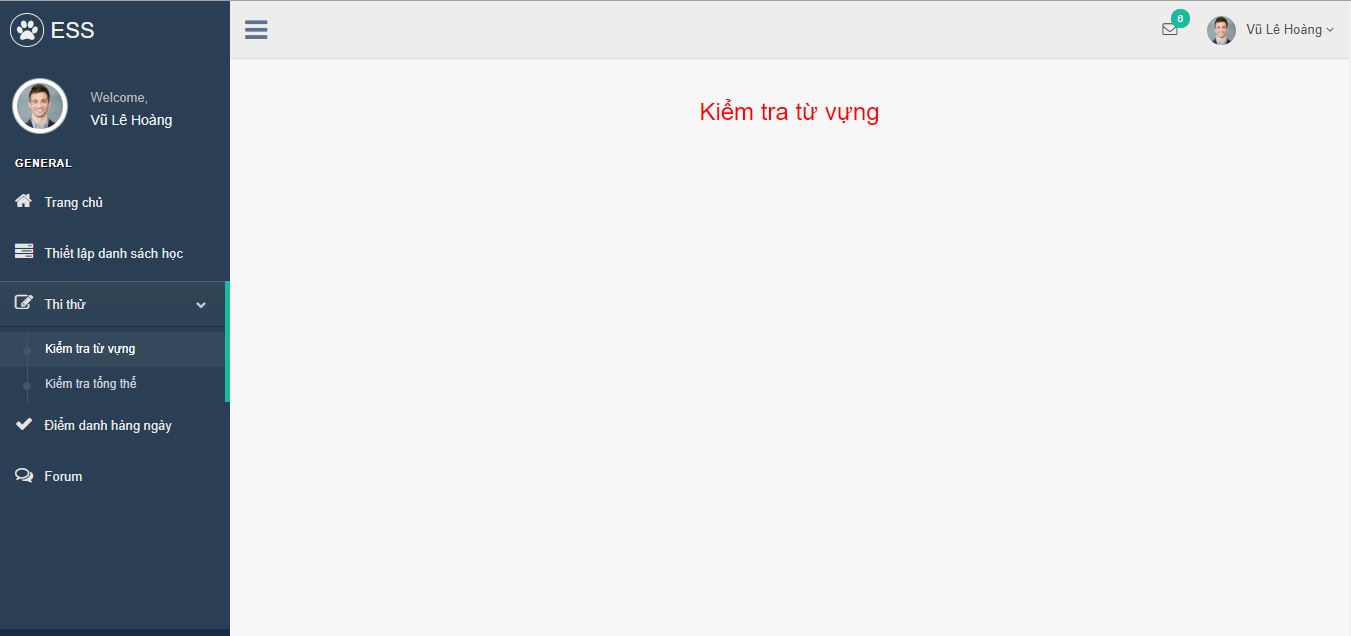 ESS
6
Vũ Lê Hoàng
Welcome,
Vũ Lê Hoàng
GENERAL
Trang chủ
Thiết lập danh sách học
Thi thử
Kiểm tra từ vựng
Kiểm tra tổng thể
Điểm danh hàng ngày
Forum
Kiểm tra từ vựng